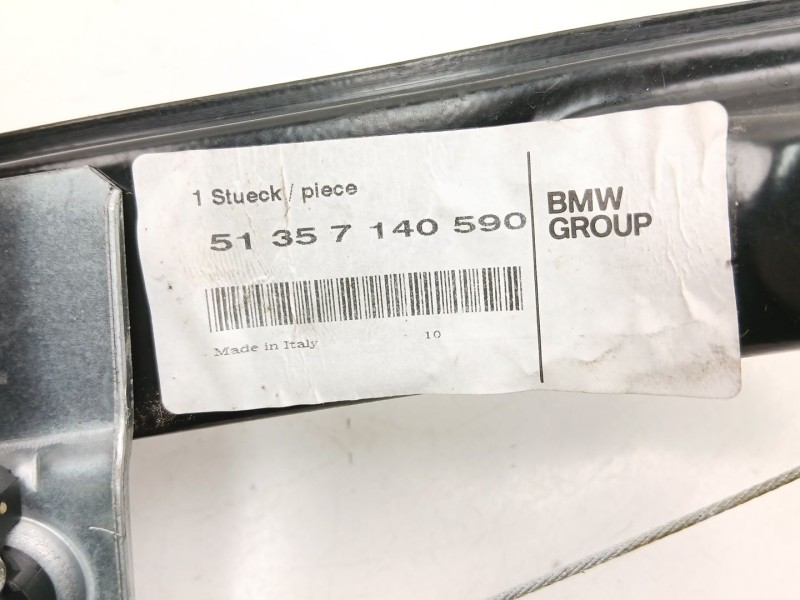 1 Stueck / piece
51 35 7 140 590
Made in Italy 10
BMW
GROUP